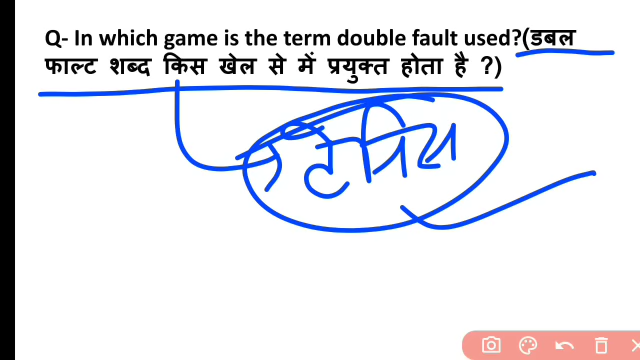 Q- In which game is the term double fault used?(डबल
फाल्ट शब्द किस खेल से में प्रयुक्त होता है ?)
टेनिस